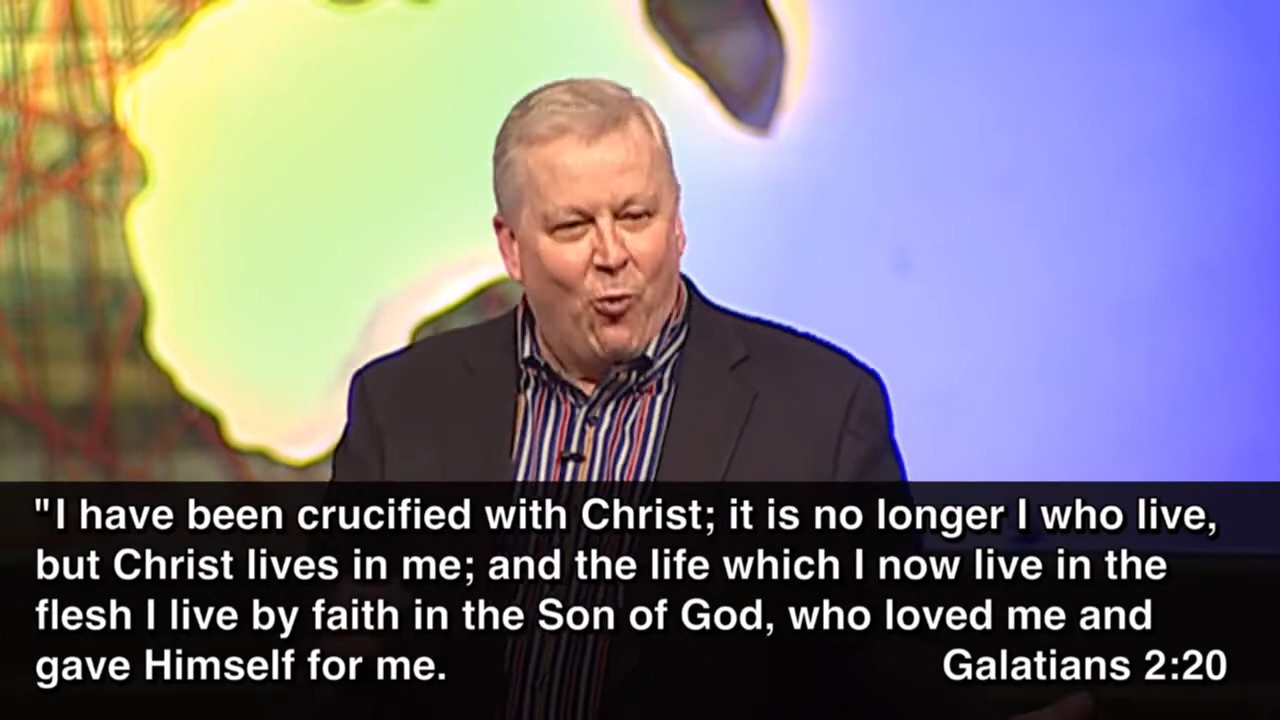 "I have been crucified with Christ; it is no longer I who live,
but Christ lives in me; and the life which I now live in the
flesh I live by faith in the Son of God, who loved me and
gave Himself for me. Galatians 2:20